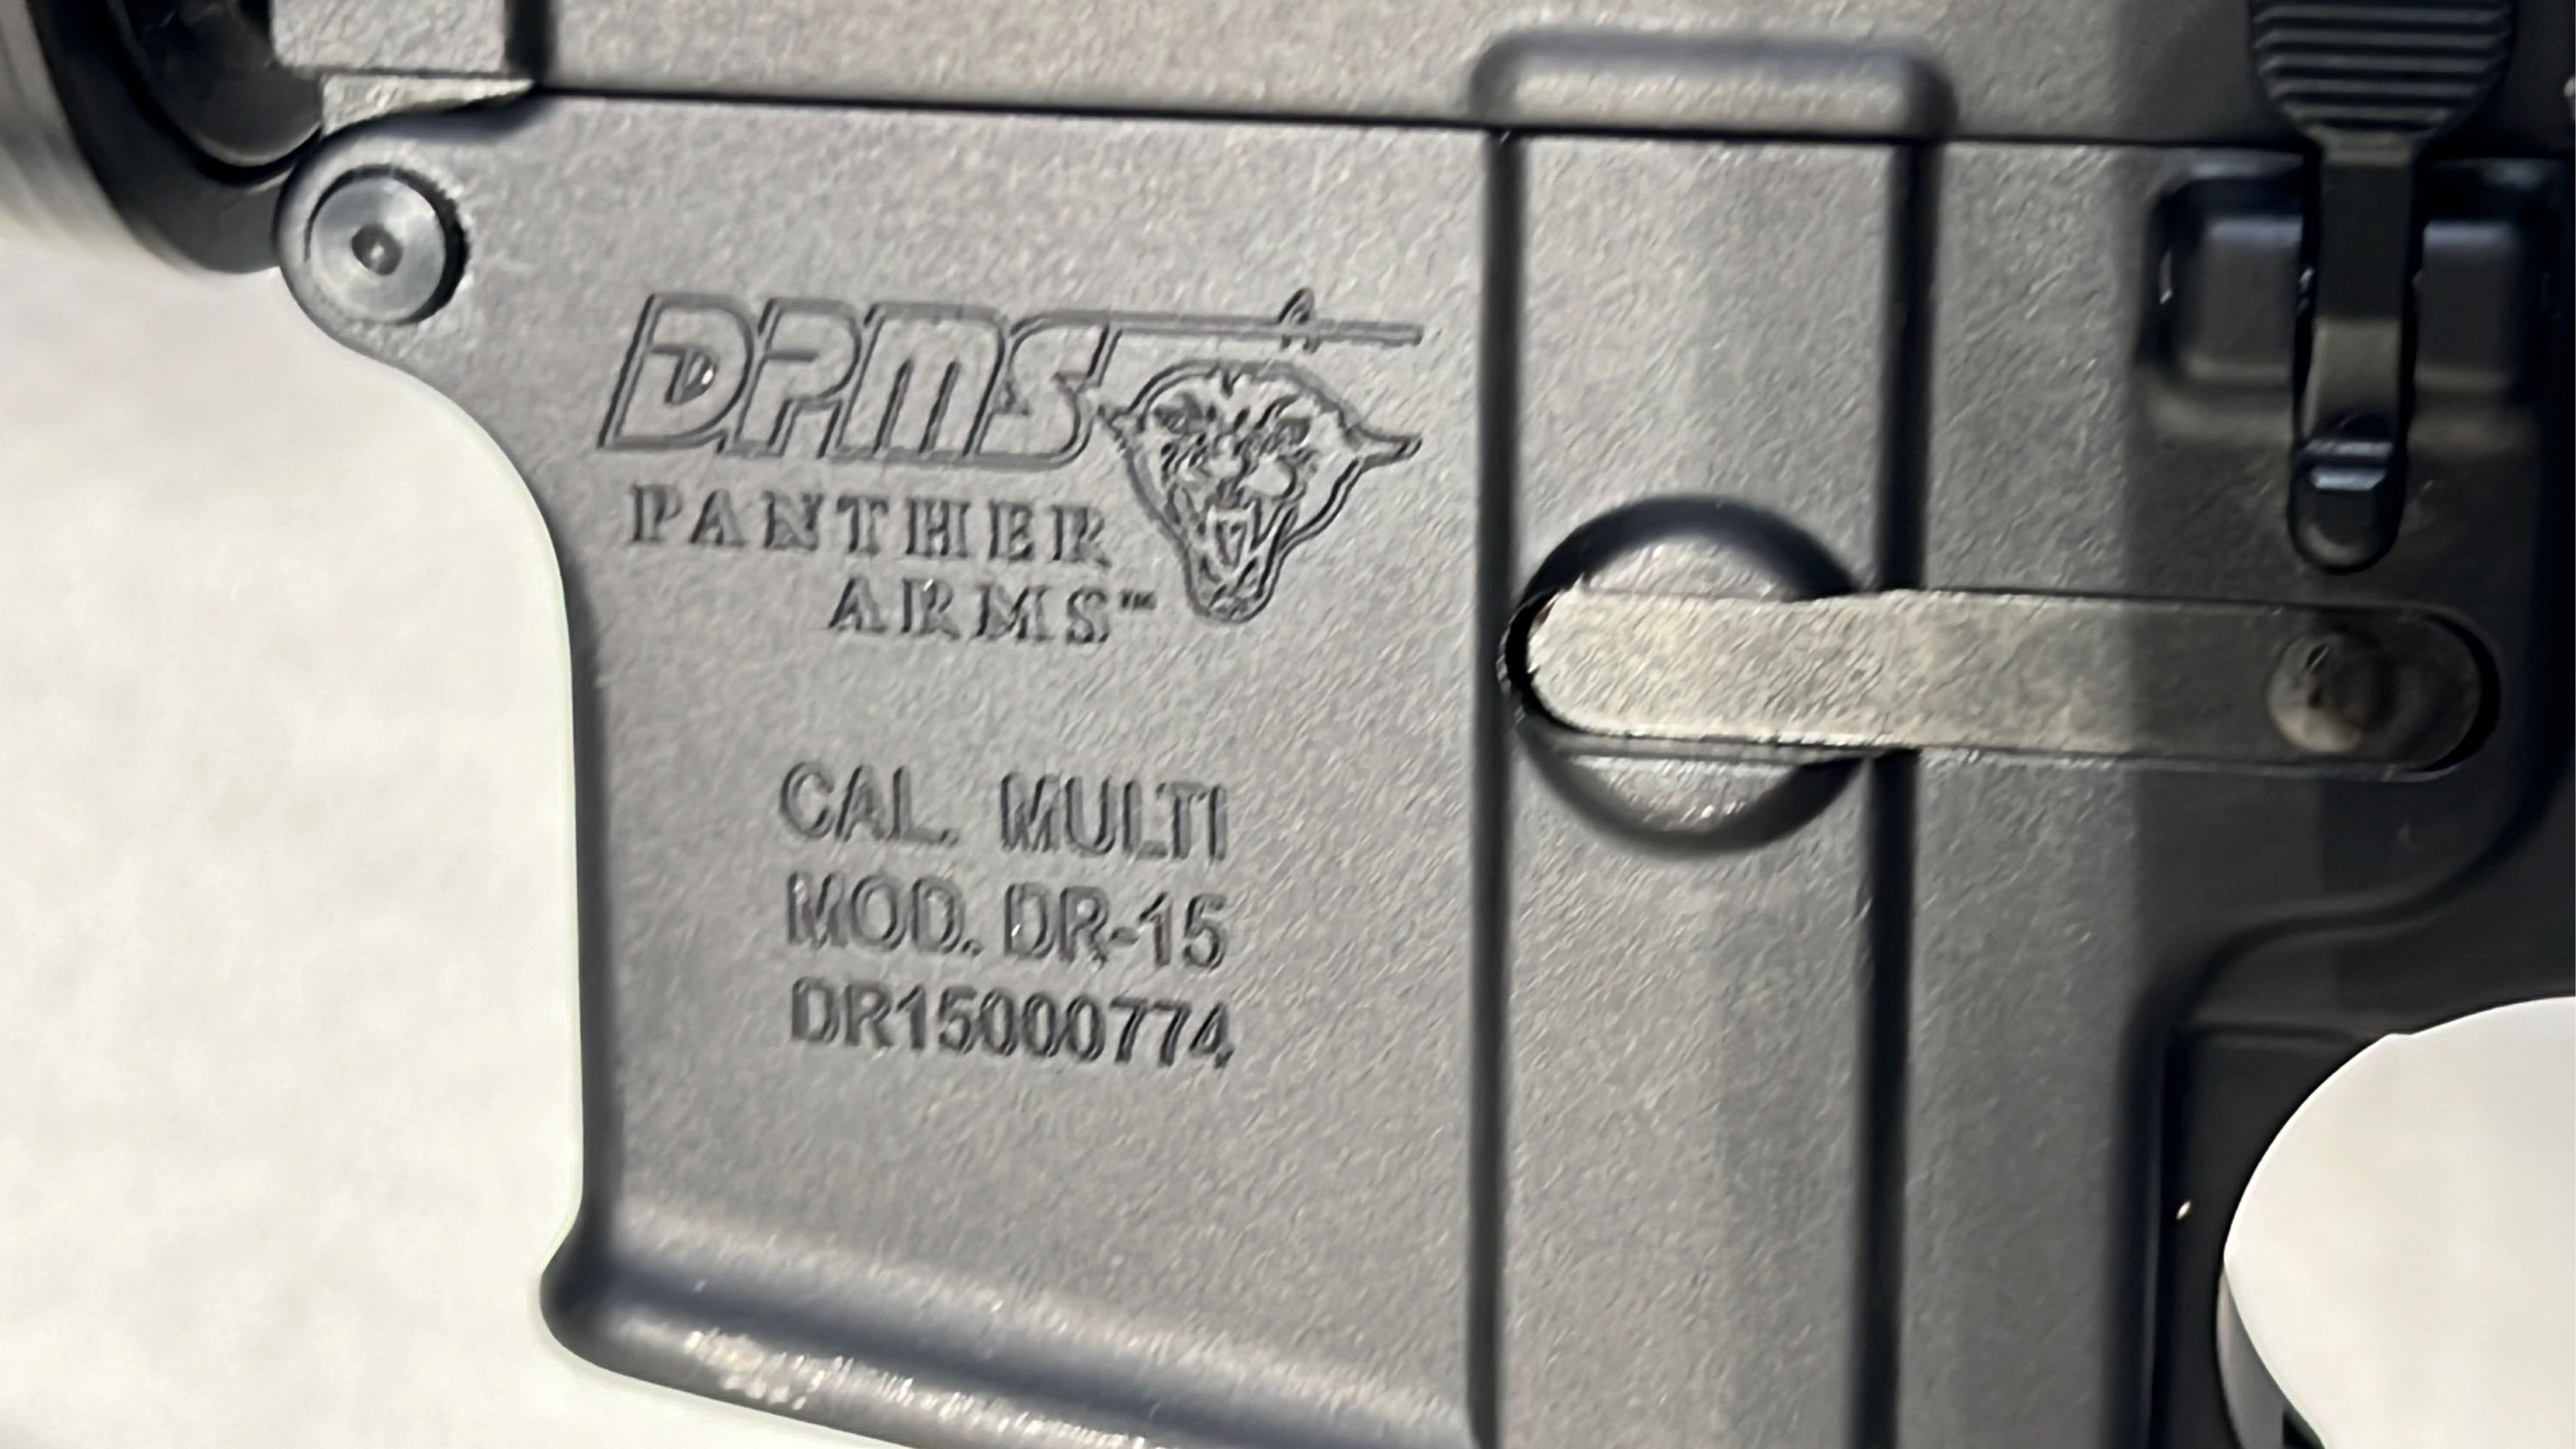 DPMS
PANTHER
ARMS™
CAL. MULTI
MOD. DR-15
DR15000774